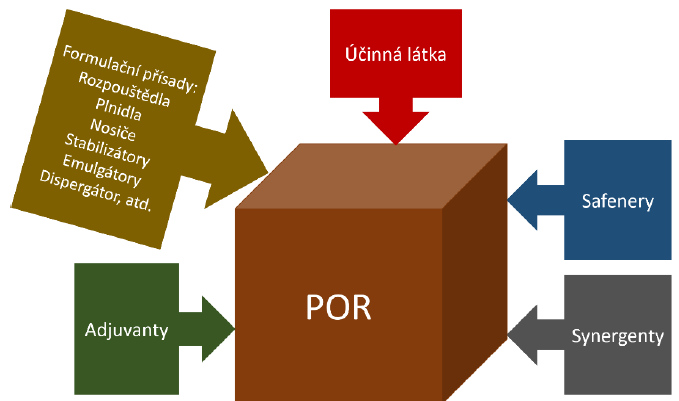 Formulační přísady:
Rozpouštědla
Plnidla
Nosiče
Stabilizátory
Emulgátory
Dispergátor, atd.
Účinná látka
Safenery
POR
Adjuvanty
Synergenty